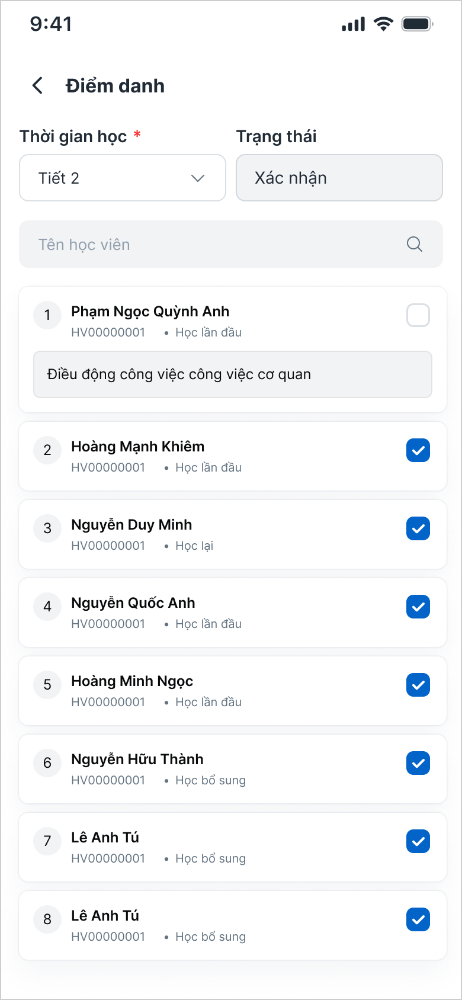 9:41
Điểm danh
Thời gian học *
Trạng thái
Tiết 2
Xác nhận
Tên học viên
1
Phạm Ngọc Quỳnh Anh
HV00000001 • Học lần đầu
Điều động công việc công việc cơ quan
2
Hoàng Mạnh Khiêm
HV00000001 • Học lần đầu
3
Nguyễn Duy Minh
HV00000001 • Học lại
4
Nguyễn Quốc Anh
HV00000001 • Học lần đầu
5
Hoàng Minh Ngọc
HV00000001 • Học lần đầu
6
Nguyễn Hữu Thành
HV00000001 • Học bổ sung
7
Lê Anh Tú
HV00000001 • Học bổ sung
8
Lê Anh Tú
HV00000001 • Học bổ sung